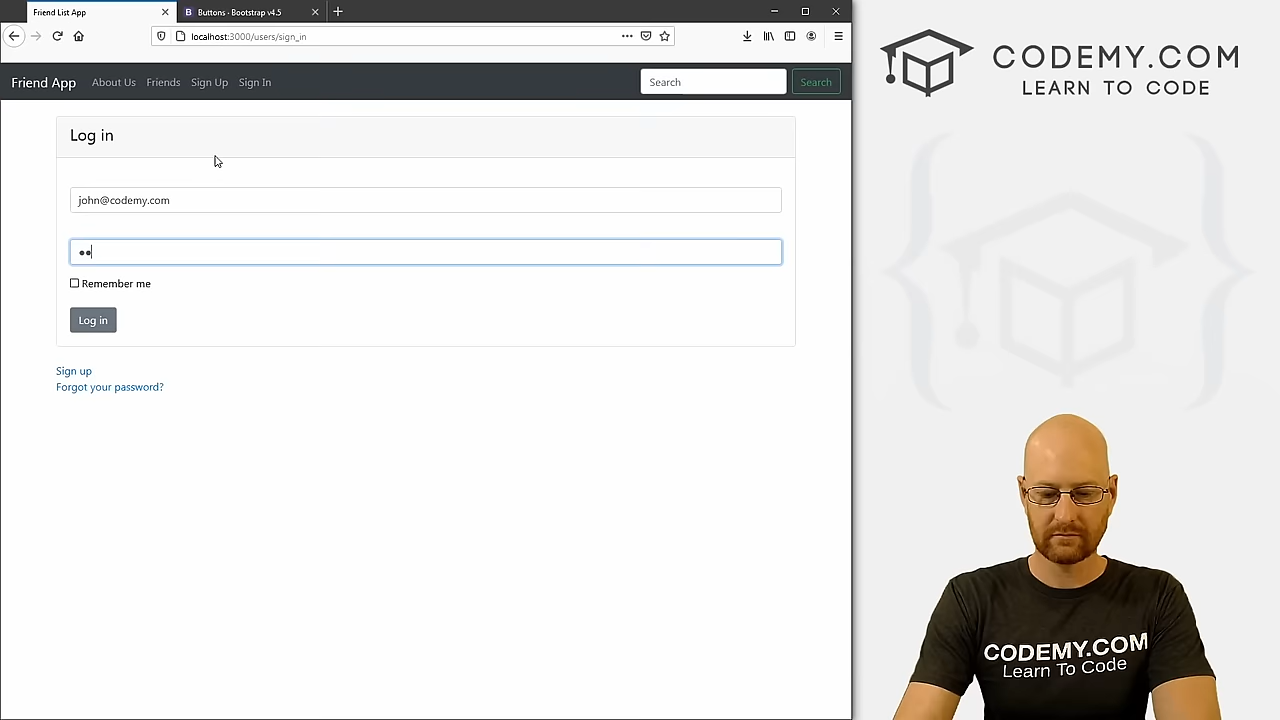 Friend List App
B Buttons - Bootstrap v4.5
localhost:3000/users/sign_in
Friend App About Us Friends Sign Up Sign In Search Search
Log in
john@codemy.com
Remember me
Log in
Sign up
Forgot your password?
CODEMY.COM
LEARN TO CODE
CODEMY.COM
Learn To Code